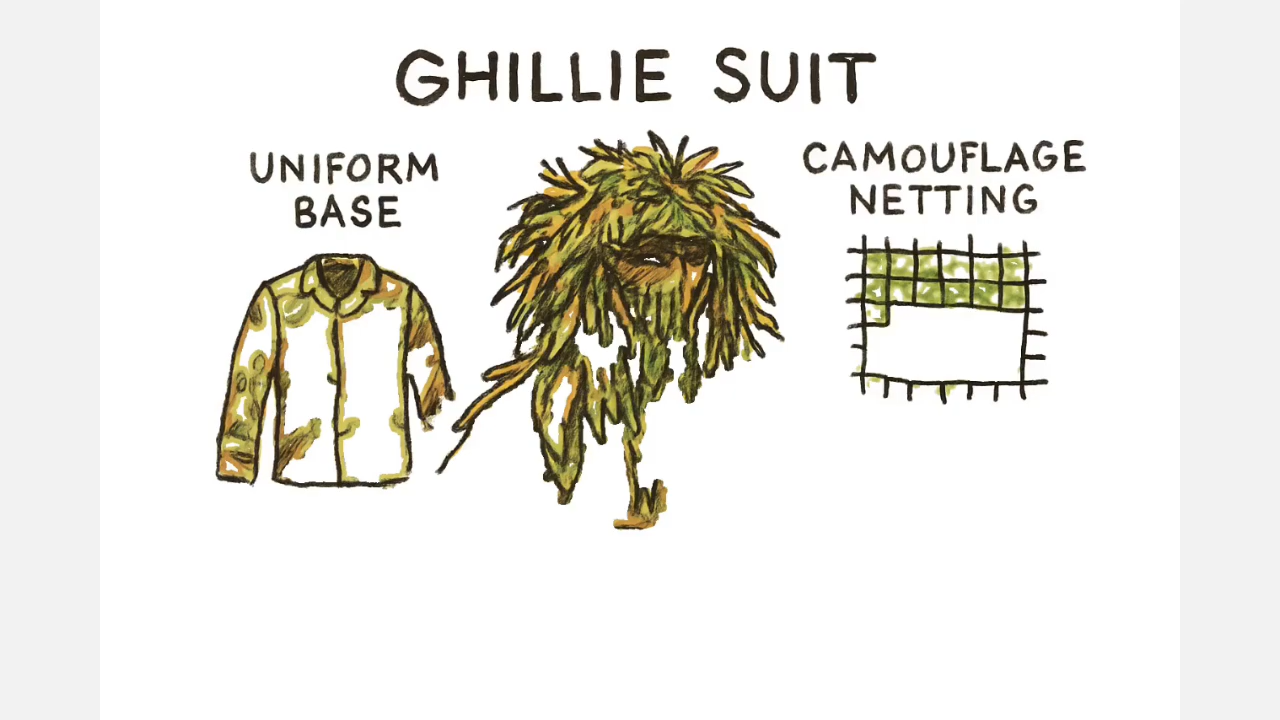 GHILLIE SUIT
UNIFORM
BASE
CAMOUFLAGE
NETTING